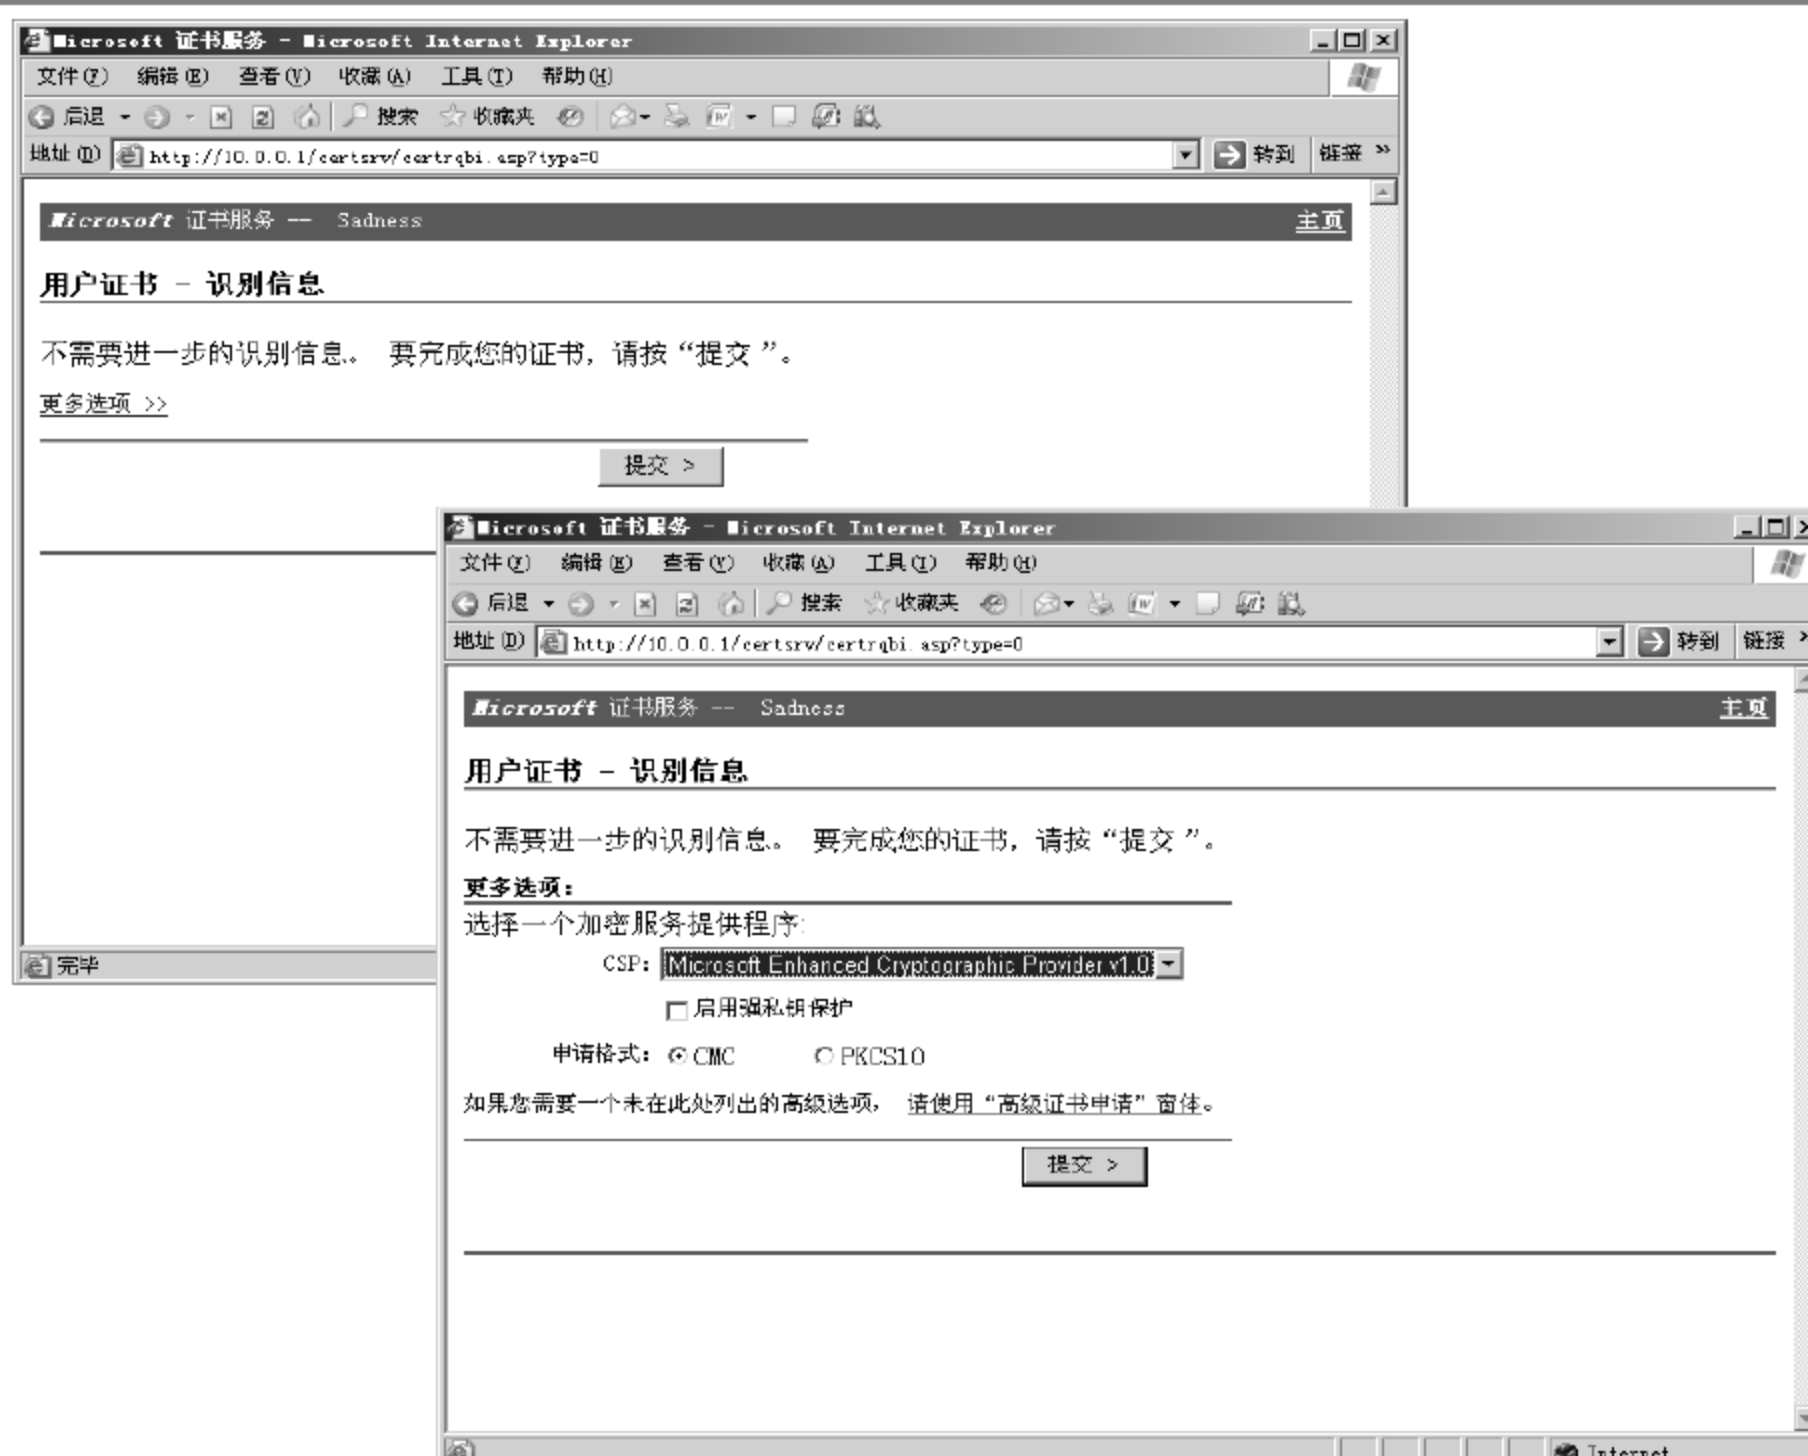 Microsoft 证书服务 - Microsoft Internet Explorer
文件(F) 编辑(E) 查看(V) 收藏(A) 工具(T) 帮助(H)
后退 搜索 收藏夹
地址(D) http://10.0.0.1/certsrv/certrqbi.asp?type=0 转到 链接 »
Microsoft 证书服务 -- Sadness 主页
用户证书 - 识别信息
不需要进一步的识别信息。 要完成您的证书，请按“提交 ”。
更多选项 >>
提交 >
完毕
Microsoft 证书服务 - Microsoft Internet Explorer
文件(F) 编辑(E) 查看(V) 收藏(A) 工具(T) 帮助(H)
后退 搜索 收藏夹
地址(D) http://10.0.0.1/certsrv/certrqbi.asp?type=0 转到 链接 »
Microsoft 证书服务 -- Sadness 主页
用户证书 - 识别信息
不需要进一步的识别信息。 要完成您的证书，请按“提交 ”。
更多选项：
选择一个加密服务提供程序:
CSP: Microsoft Enhanced Cryptographic Provider v1.0
启用强私钥保护
申请格式: CMC PKCS10
如果您需要一个未在此处列出的高级选项， 请使用“高级证书申请”窗体。
提交 >
Internet